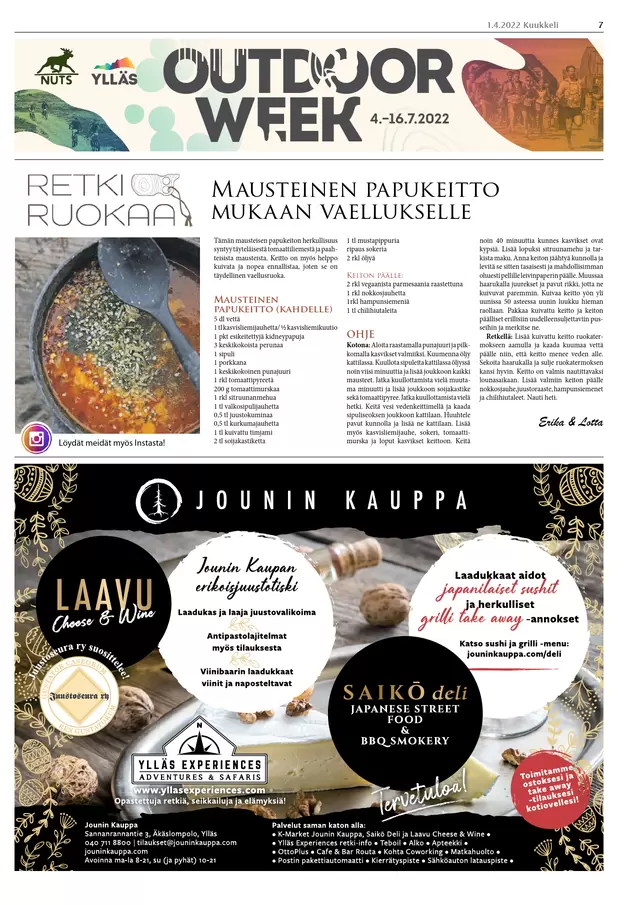 1.4.2022 Kuukkeli 7
NUTS
YLLÄS
OUTDOOR
WEEK
4.–16.7.2022
RETKI
RUOKAA
MAUSTEINEN PAPUKEITTO
MUKAAN VAELLUKSELLE
Tämän mausteisen papukeiton herkullisuus
syntyy täyteläisestä tomaattiliemestä ja paah-
teisista mausteista. Keitto on myös helppo
kuivata ja nopea ennallistaa, joten se on
täydellinen vaellusruoka.
MAUSTEINEN
PAPUKEITTO (KAHDELLE)
5 dl vettä
1 tl kasvisliemijauhetta/ ½ kasvisliemikuutio
1 pkt esikeitettyjä kidneypapuja
3 keskikokoista perunaa
1 sipuli
1 porkkana
1 keskikokoinen punajuuri
1 rkl tomaattipyreetä
200 g tomaattimurskaa
1 rkl sitruunanmehua
1 tl valkosipulijauhetta
0,5 tl juustokuminaa
0,5 tl kurkumajauhetta
1 tl kuivattu timjami
2 tl soijakastiketta
1 tl mustapippuria
ripaus sokeria
2 rkl öljyä
KEITON PÄÄLLE:
2 rkl vegaanista parmesaania raastettuna
1 rkl nokkosjauhetta
1 rkl hampunsiemeniä
1 tl chilihiutaleita
OHJE
Kotona: Aloita raastamalla punajuuri ja pilk-
komalla kasvikset valmiiksi. Kuumenna öljy
kattilassa. Kuullota sipuleita kattilassa öljyssä
noin viisi minuuttia ja lisää joukkoon kaikki
mausteet. Jatka kuullottamista vielä muuta-
ma minuutti ja lisää joukkoon soijakastike
sekä tomaattipyree. Jatka kuullottamista vielä
hetki. Keitä vesi vedenkeittimellä ja kaada
sipuliseoksen joukkoon kattilaan. Huuhtele
pavut kunnolla ja lisää ne kattilaan. Lisää
myös kasvisliemijauhe, sokeri, tomaatti-
murska ja loput kasvikset keittoon. Keitä
noin 40 minuuttia kunnes kasvikset ovat
kypsiä. Lisää lopuksi sitruunamehu ja tar-
kista maku. Anna keiton jäähtyä kunnolla ja
levitä se sitten tasaisesti ja mahdollisimman
ohuesti pellille leivinpaperin päälle. Muussaa
haarukalla juurekset ja pavut rikki, jotta ne
kuivuvat paremmin. Kuivaa keitto yön yli
uunissa 50 asteessa uunin luukku hieman
raollaan. Pakkaa kuivattu keitto ja keiton
päälliset erillisiin uudelleensuljettaviin pus-
seihin ja merkitse ne.
Retkellä: Lisää kuivattu keitto ruokater-
mokseen aamulla ja kaada kuumaa vettä
päälle niin, että keitto menee veden alle.
Sekoita haarukalla ja sulje ruokatermoksen
kansi hyvin. Keitto on valmis nautittavaksi
lounasaikaan. Lisää valmiin keiton päälle
nokkosjauhe, juustoraaste, hampunsiemenet
ja chilihiutaleet. Nauti heti.
Erika & Lotta
Löydät meidät myös Instasta!
JOUNIN KAUPPA
LAAVU
Cheese & Wine
Juustoseura ry suosittelee!
Juustoseura ry
Jounin Kaupan
erikoisjuustotiski
Laadukas ja laaja juustovalikoima
Antipastolajitelmat
myös tilauksesta
Viinibaarin laadukkaat
viinit ja naposteltavat
Laadukkaat aidot
japanilaiset sushit
ja herkulliset
grilli take away -annokset
Katso sushi ja grilli -menu:
jouninkauppa.com/deli
SAIKŌ deli
JAPANESE STREET
FOOD
&
BBQ SMOKERY
YLLÄS EXPERIENCES
ADVENTURES & SAFARIS
www.yllasexperiences.com
Opastettuja retkiä, seikkailuja ja elämyksiä!
Tervetuloa!
Toimitamme
ostoksesi ja
take away
-tilauksesi
kotiovellesi!
Jounin Kauppa
Sannanrannantie 3, Äkäslompolo, Ylläs
040 711 8800 | tilaukset@jouninkauppa.com
jouninkauppa.com
Avoinna ma-la 8-21, su (ja pyhät) 10-21
Palvelut saman katon alla:
• K-Market Jounin Kauppa, Saikō Deli ja Laavu Cheese & Wine •
• Ylläs Experiences retki-info • Teboil • Alko • Apteekki •
• OttoPlus • Cafe & Bar Routa • Kohta Coworking • Matkahuolto •
• Postin pakettiautomaatti • Kierrätyspiste • Sähköauton latauspiste •